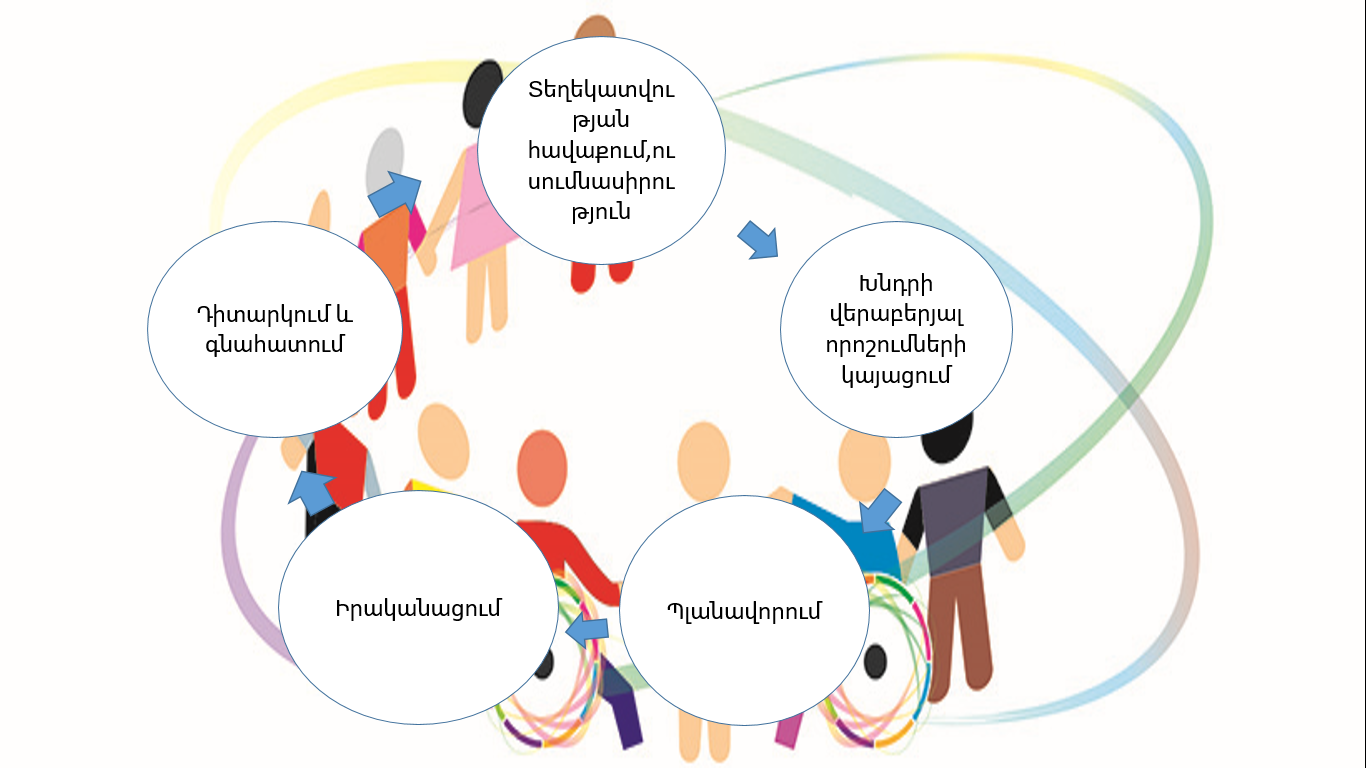 Տեղեկատվու
թյան
հավաքում,ու
սումնասիրու
թյուն
Խնդրի
վերաբերյալ
որոշումների
կայացում
Պլանավորում
Իրականացում
Դիտարկում և
գնահատում